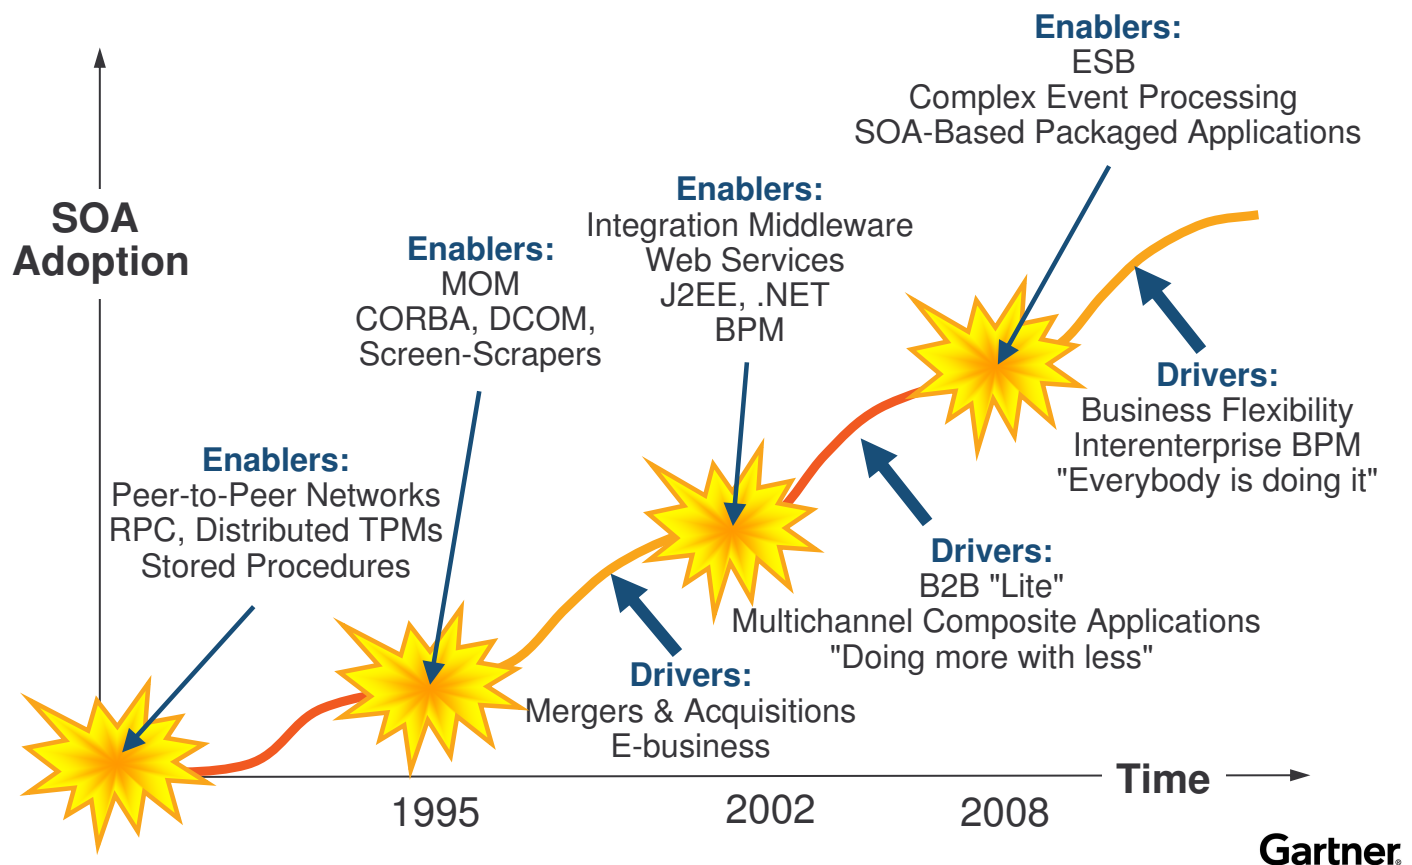 SOA
Adoption
Enablers:
Peer-to-Peer Networks
RPC, Distributed TPMs
Stored Procedures
Enablers:
MOM
CORBA, DCOM,
Screen-Scrapers
Enablers:
Integration Middleware
Web Services
J2EE, .NET
BPM
Enablers:
ESB
Complex Event Processing
SOA-Based Packaged Applications
Drivers:
Mergers & Acquisitions
E-business
Drivers:
B2B "Lite"
Multichannel Composite Applications
"Doing more with less"
Drivers:
Business Flexibility
Interenterprise BPM
"Everybody is doing it"
Time
1995
2002
2008
Gartner®